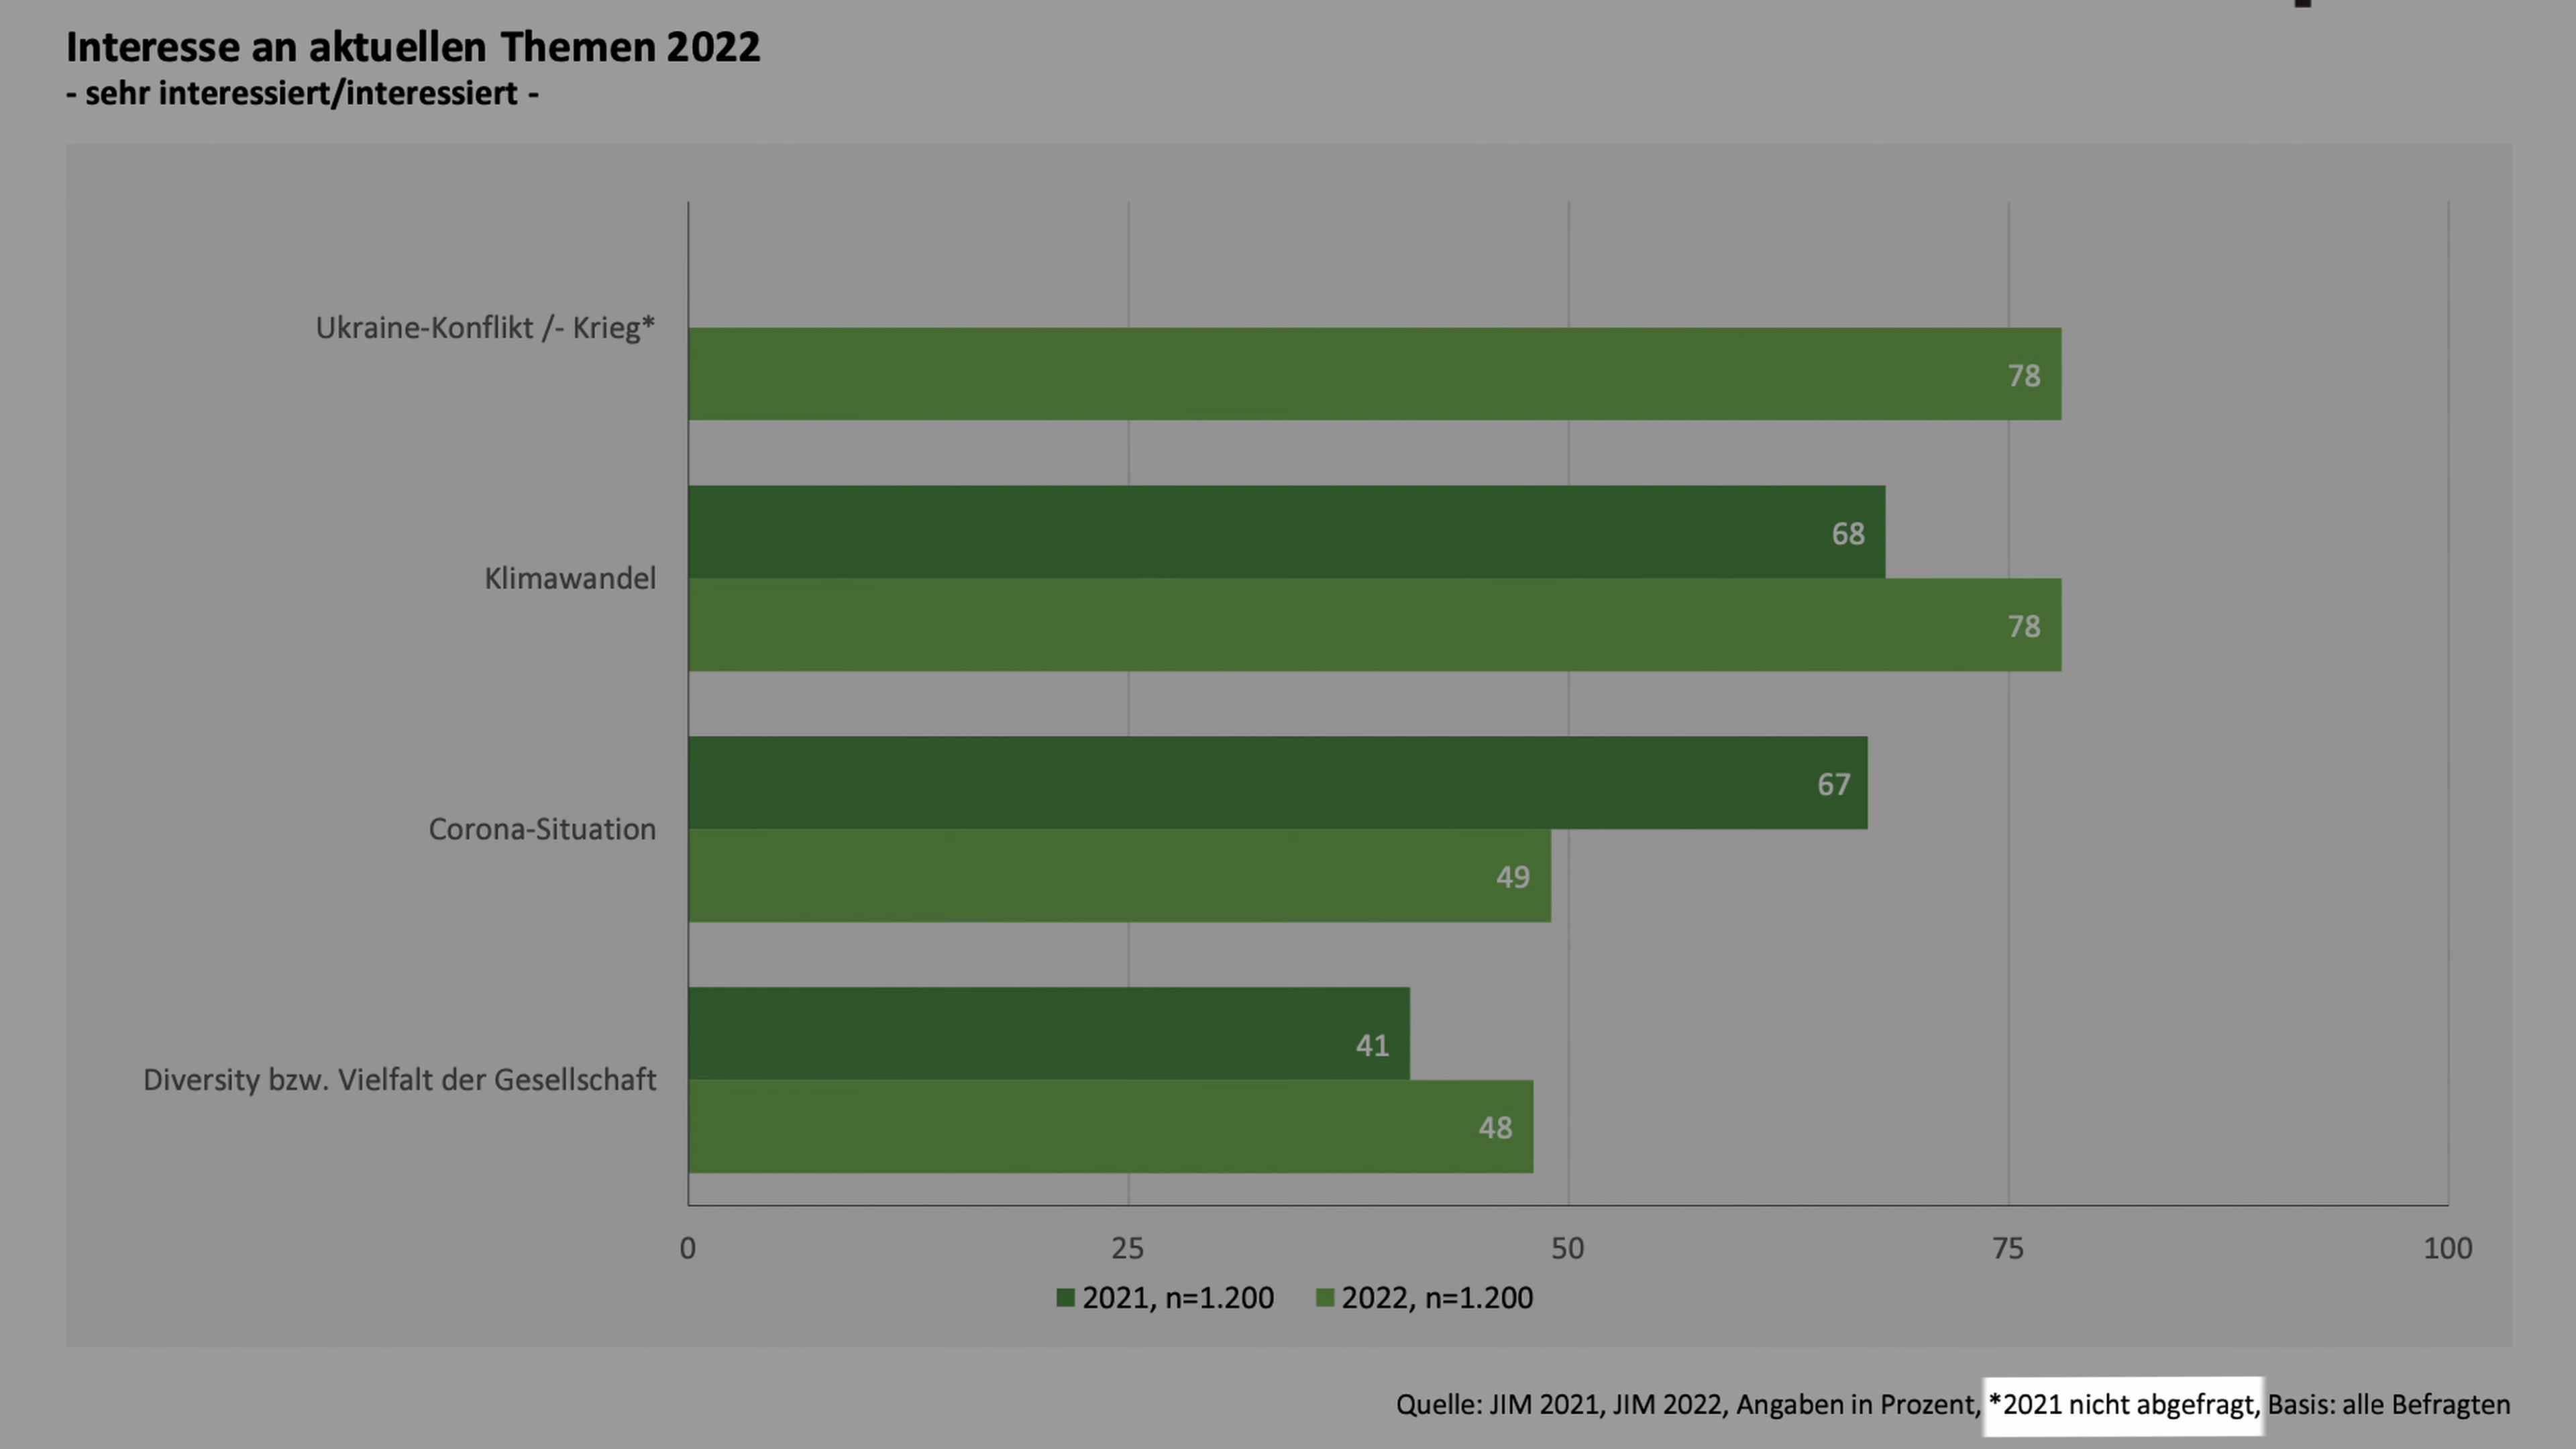 Interesse an aktuellen Themen 2022
- sehr interessiert/interessiert -
Ukraine-Konflikt /- Krieg*
78
68
Klimawandel
78
67
Corona-Situation
49
41
Diversity bzw. Vielfalt der Gesellschaft
48
0 25 50 75 100
2021, n=1.200 2022, n=1.200
Quelle: JIM 2021, JIM 2022, Angaben in Prozent, *2021 nicht abgefragt, Basis: alle Befragten